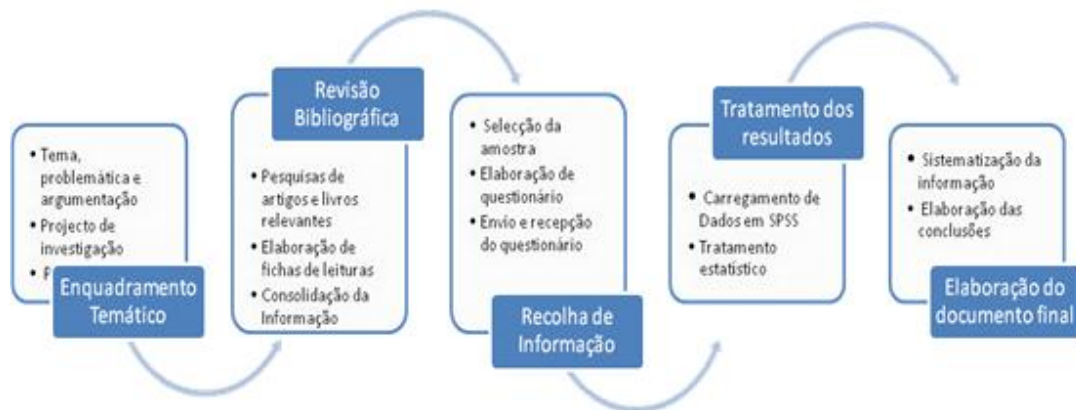 • Tema,
problemática e
argumentação
• Projecto de
investigação
•
Enquadramento
Temático
Revisão
Bibliográfica
• Pesquisas de
artigos e livros
relevantes
• Elaboração de
fichas de leituras
• Consolidação da
Informação
• Selecção da
amostra
• Elaboração de
questionário
• Envio e recepção
do questionário
Recolha de
Informação
Tratamento dos
resultados
• Carregamento de
Dados em SPSS
• Tratamento
estatístico
• Sistematização da
informação
• Elaboração das
conclusões
Elaboração do
documento final